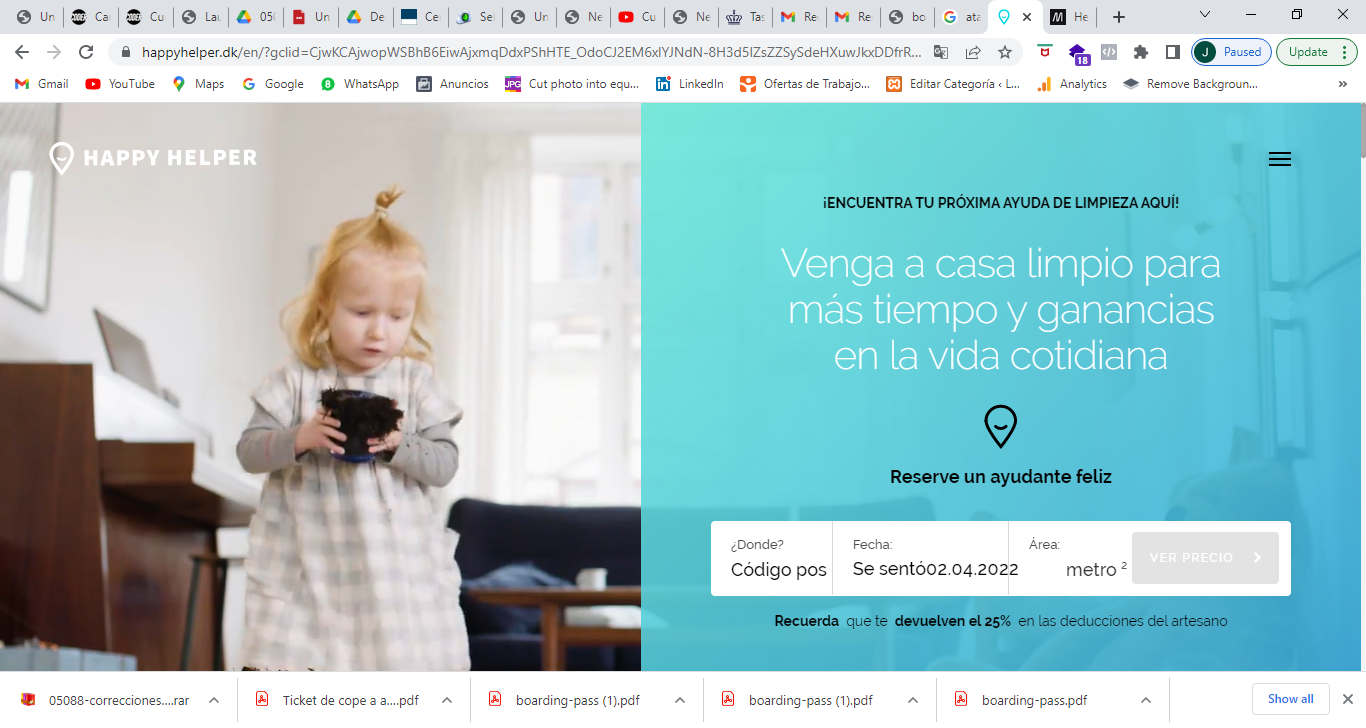 Un
Ca
Cu
Lau
050
Un
De
Ce
Se
Un
Ne
Cu
Ne
Tas
Re
Re
bo
ata
He
happyhelper.dk/en/?gclid=CjwKCAjwopWSBhB6EiwAjxmqDdxPShHTE_OdoCJ2EM6xlYJNdN-8H3d5IZsZZSySdeHXuwJkxDDfrR...
18
J Paused
Update
Gmail
YouTube
Maps
Google
WhatsApp
Anuncios
JPG Cut photo into equ...
LinkedIn
Ofertas de Trabajo...
Editar Categoría ‹ L...
Analytics
Remove Backgroun...
»
HAPPY HELPER
¡ENCUENTRA TU PRÓXIMA AYUDA DE LIMPIEZA AQUÍ!
Venga a casa limpio para
más tiempo y ganancias
en la vida cotidiana
Reserve un ayudante feliz
¿Donde?
Código pos
Fecha:
Se sentó02.04.2022
Área:
metro ²
VER PRECIO
Recuerda que te devuelven el 25% en las deducciones del artesano
05088-correcciones....rar
Ticket de cope a a....pdf
boarding-pass (1).pdf
boarding-pass (1).pdf
boarding-pass.pdf
Show all